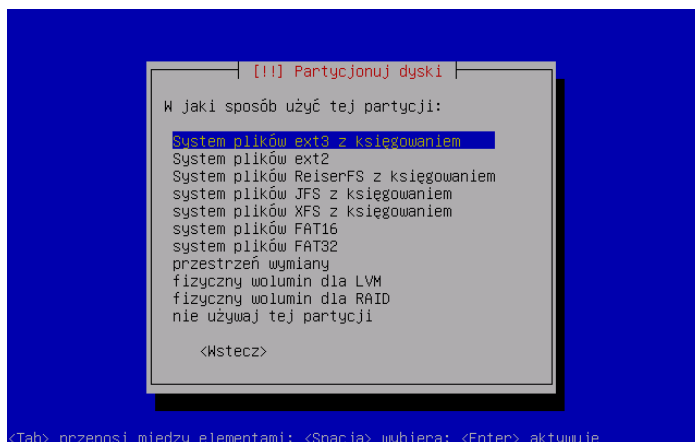 [!!] Partycjonuj dyski
W jaki sposób użyć tej partycji:
System plików ext3 z księgowaniem
System plików ext2
System plików ReiserFS z księgowaniem
system plików JFS z księgowaniem
system plików XFS z księgowaniem
system plików FAT16
system plików FAT32
przestrzeń wymiany
fizyczny wolumin dla LVM
fizyczny wolumin dla RAID
nie używaj tej partycji
<Wstecz>
<Tab> przenosi między elementami; <Spacja> wybiera; <Enter> aktywuje